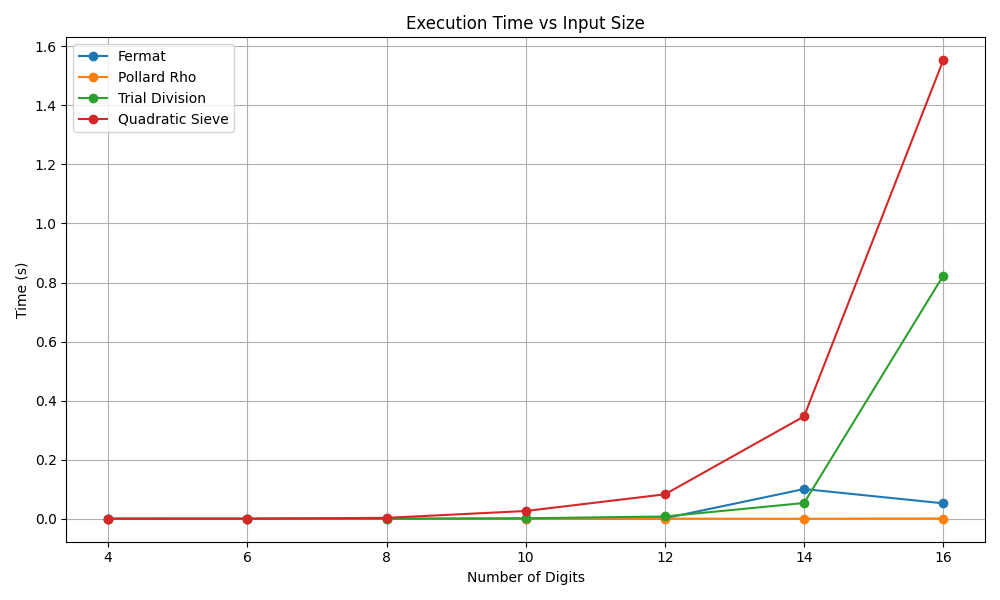 Execution Time vs Input Size
Fermat
Pollard Rho
Trial Division
Quadratic Sieve
1.6
1.4
1.2
1.0
0.8
0.6
0.4
0.2
0.0
Time (s)
4 6 8 10 12 14 16
Number of Digits